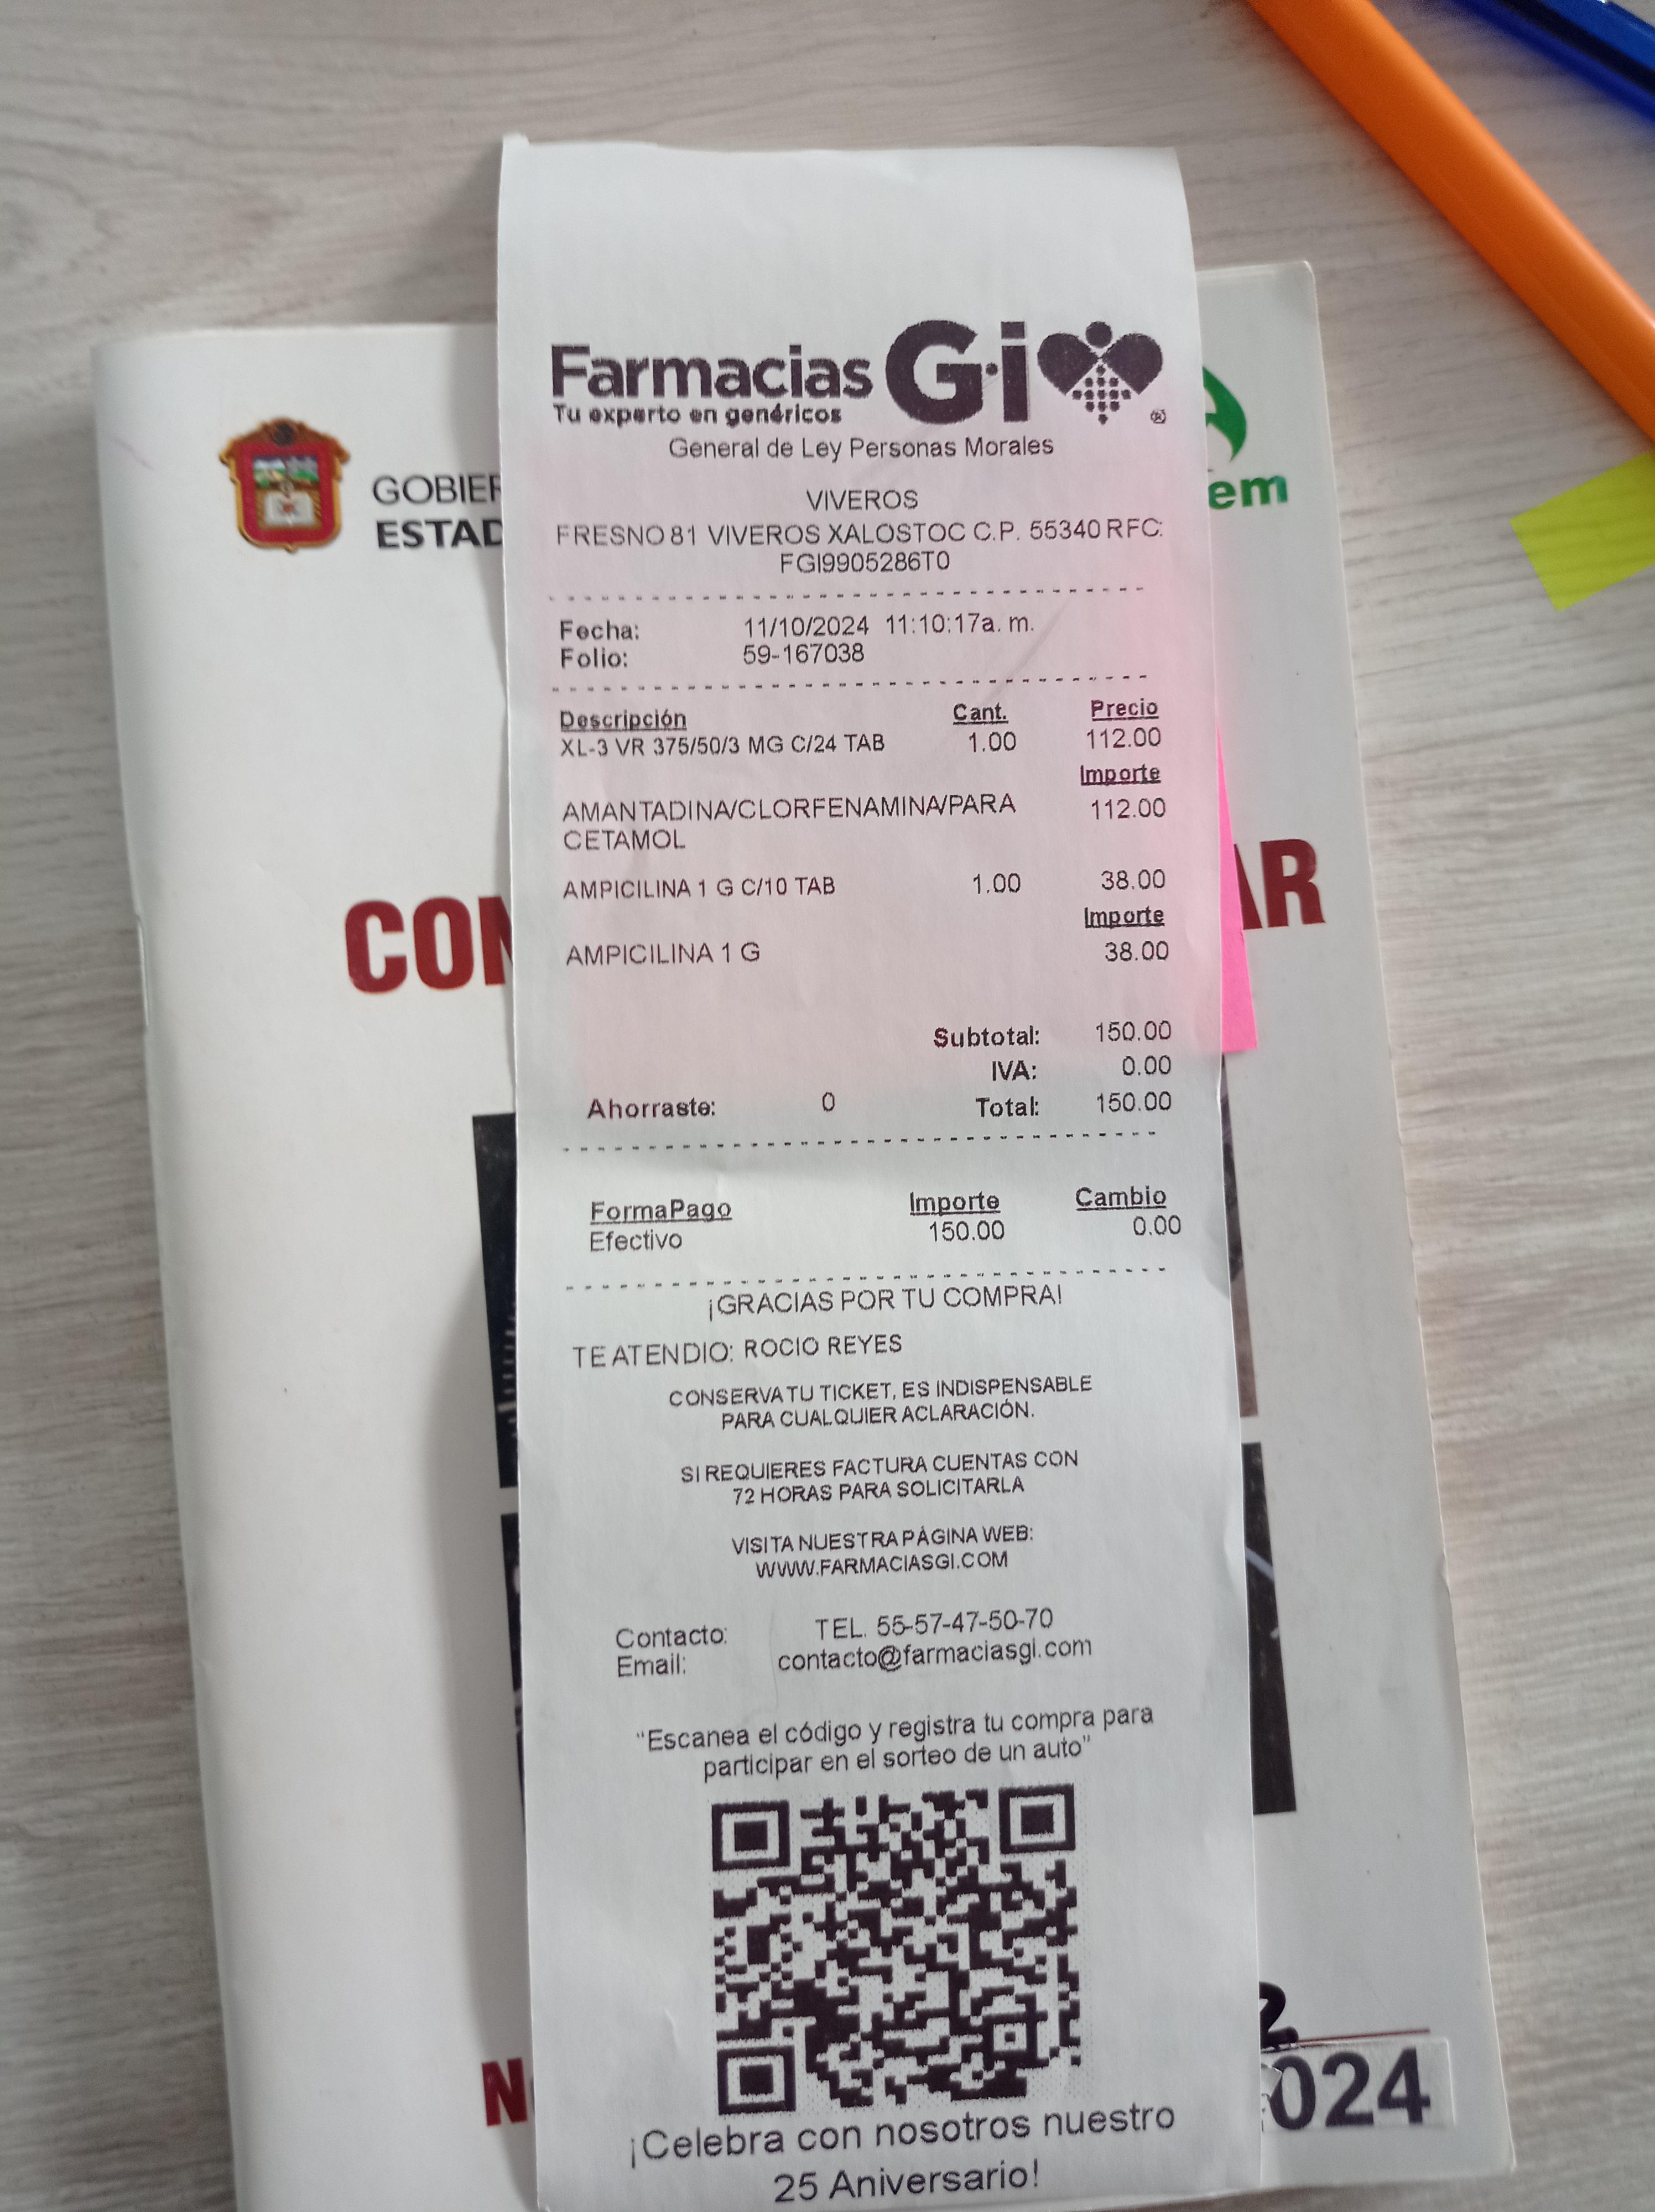 Farmacias G·i ®
Tu experto en genéricos
General de Ley Personas Morales
VIVEROS
FRESNO 81 VIVEROS XALOSTOC C.P. 55340 RFC:
FGI9905286T0
Fecha: 11/10/2024 11:10:17a. m.
Folio: 59-167038
Descripción Cant. Precio
XL-3 VR 375/50/3 MG C/24 TAB 1.00 112.00
Importe
AMANTADINA/CLORFENAMINA/PARA 112.00
CETAMOL
AMPICILINA 1 G C/10 TAB 1.00 38.00
Importe
AMPICILINA 1 G 38.00
Subtotal: 150.00
IVA: 0.00
Ahorraste: 0 Total: 150.00
FormaPago Importe Cambio
Efectivo 150.00 0.00
¡GRACIAS POR TU COMPRA!
TE ATENDIO: ROCIO REYES
CONSERVA TU TICKET, ES INDISPENSABLE
PARA CUALQUIER ACLARACIÓN.
SI REQUIERES FACTURA CUENTAS CON
72 HORAS PARA SOLICITARLA
VISITA NUESTRA PÁGINA WEB:
WWW.FARMACIASGI.COM
Contacto: TEL. 55-57-47-50-70
Email: contacto@farmaciasgi.com
"Escanea el código y registra tu compra para
participar en el sorteo de un auto"
¡Celebra con nosotros nuestro
25 Aniversario!
GOBIER
ESTAD
em
CON
AR
N
2
024